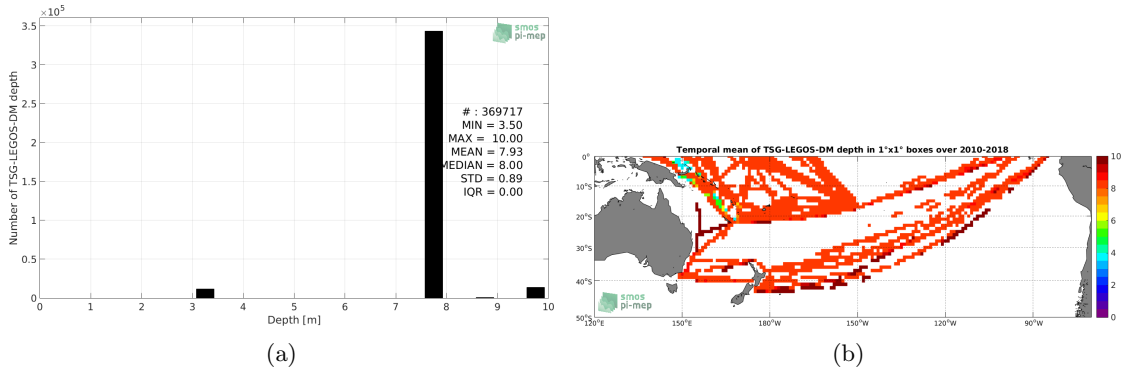 ×10⁵
3.5
3
2.5
2
1.5
1
0.5
0
0 1 2 3 4 5 6 7 8 9 10
Number of TSG-LEGOS-DM depth
Depth [m]
smos
pi-mep
# : 369717
MIN = 3.50
MAX = 10.00
MEAN = 7.93
MEDIAN = 8.00
STD = 0.89
IQR = 0.00
(a)
Temporal mean of TSG-LEGOS-DM depth in 1°x1° boxes over 2010-2018
0°
10°S
20°S
30°S
40°S
50°S
120°E 150°E 180°W 150°W 120°W 90°W
smos
pi-mep
10
8
6
4
2
0
(b)